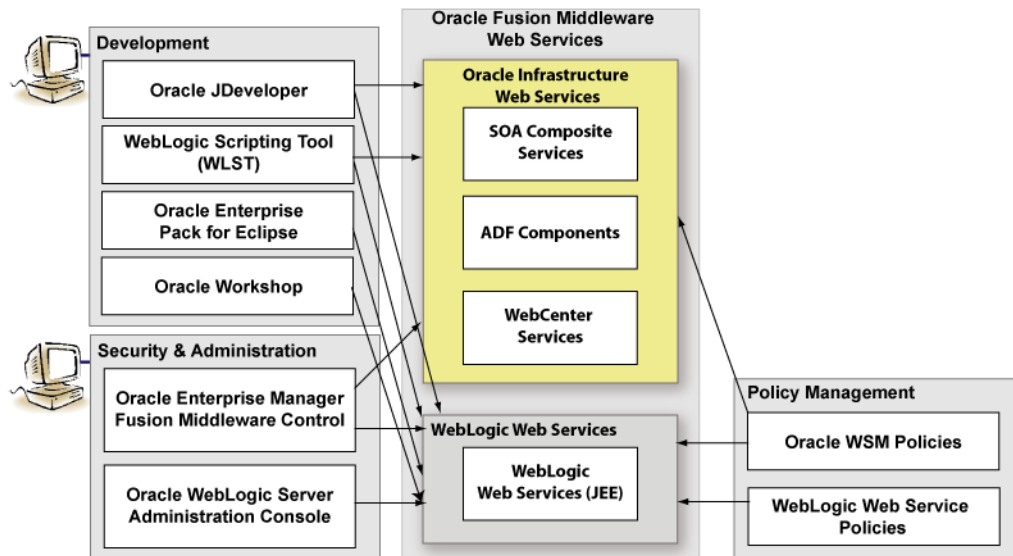 Development
Oracle JDeveloper
WebLogic Scripting Tool
(WLST)
Oracle Enterprise
Pack for Eclipse
Oracle Workshop
Security & Administration
Oracle Enterprise Manager
Fusion Middleware Control
Oracle WebLogic Server
Administration Console
Oracle Fusion Middleware
Web Services
Oracle Infrastructure
Web Services
SOA Composite
Services
ADF Components
WebCenter
Services
WebLogic Web Services
WebLogic
Web Services (JEE)
Policy Management
Oracle WSM Policies
WebLogic Web Service
Policies